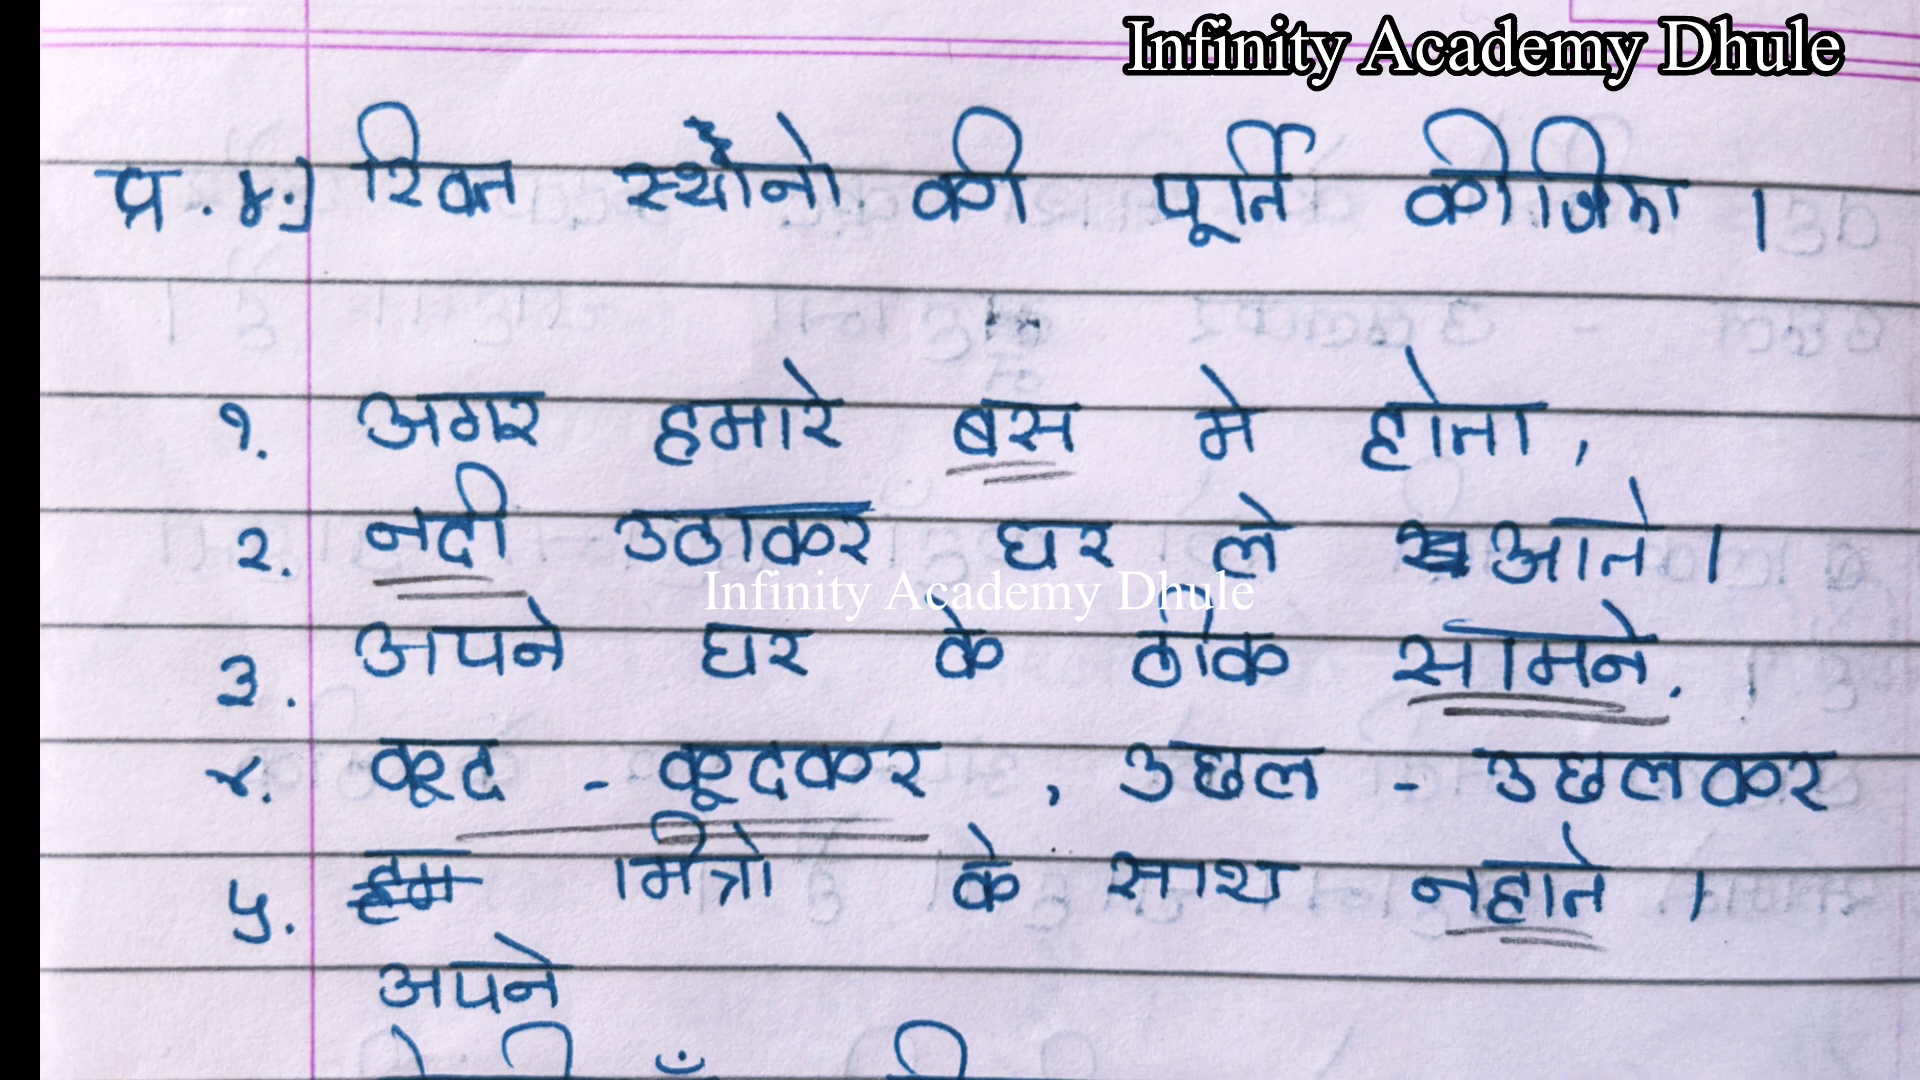 Infinity Academy Dhule
प्र.४.) रिक्त स्थानो की पूर्ति कीजिए ।
१. अगर हमारे बस मे होता,
२. नदी उठाकर घर ले आते ।
Infinity Academy Dhule
३. अपने घर के ठीक सामने.
४. कूद - कूदकर , उछल - उछलकर
५. हम मित्रो के साथ नहाते ।
अपने